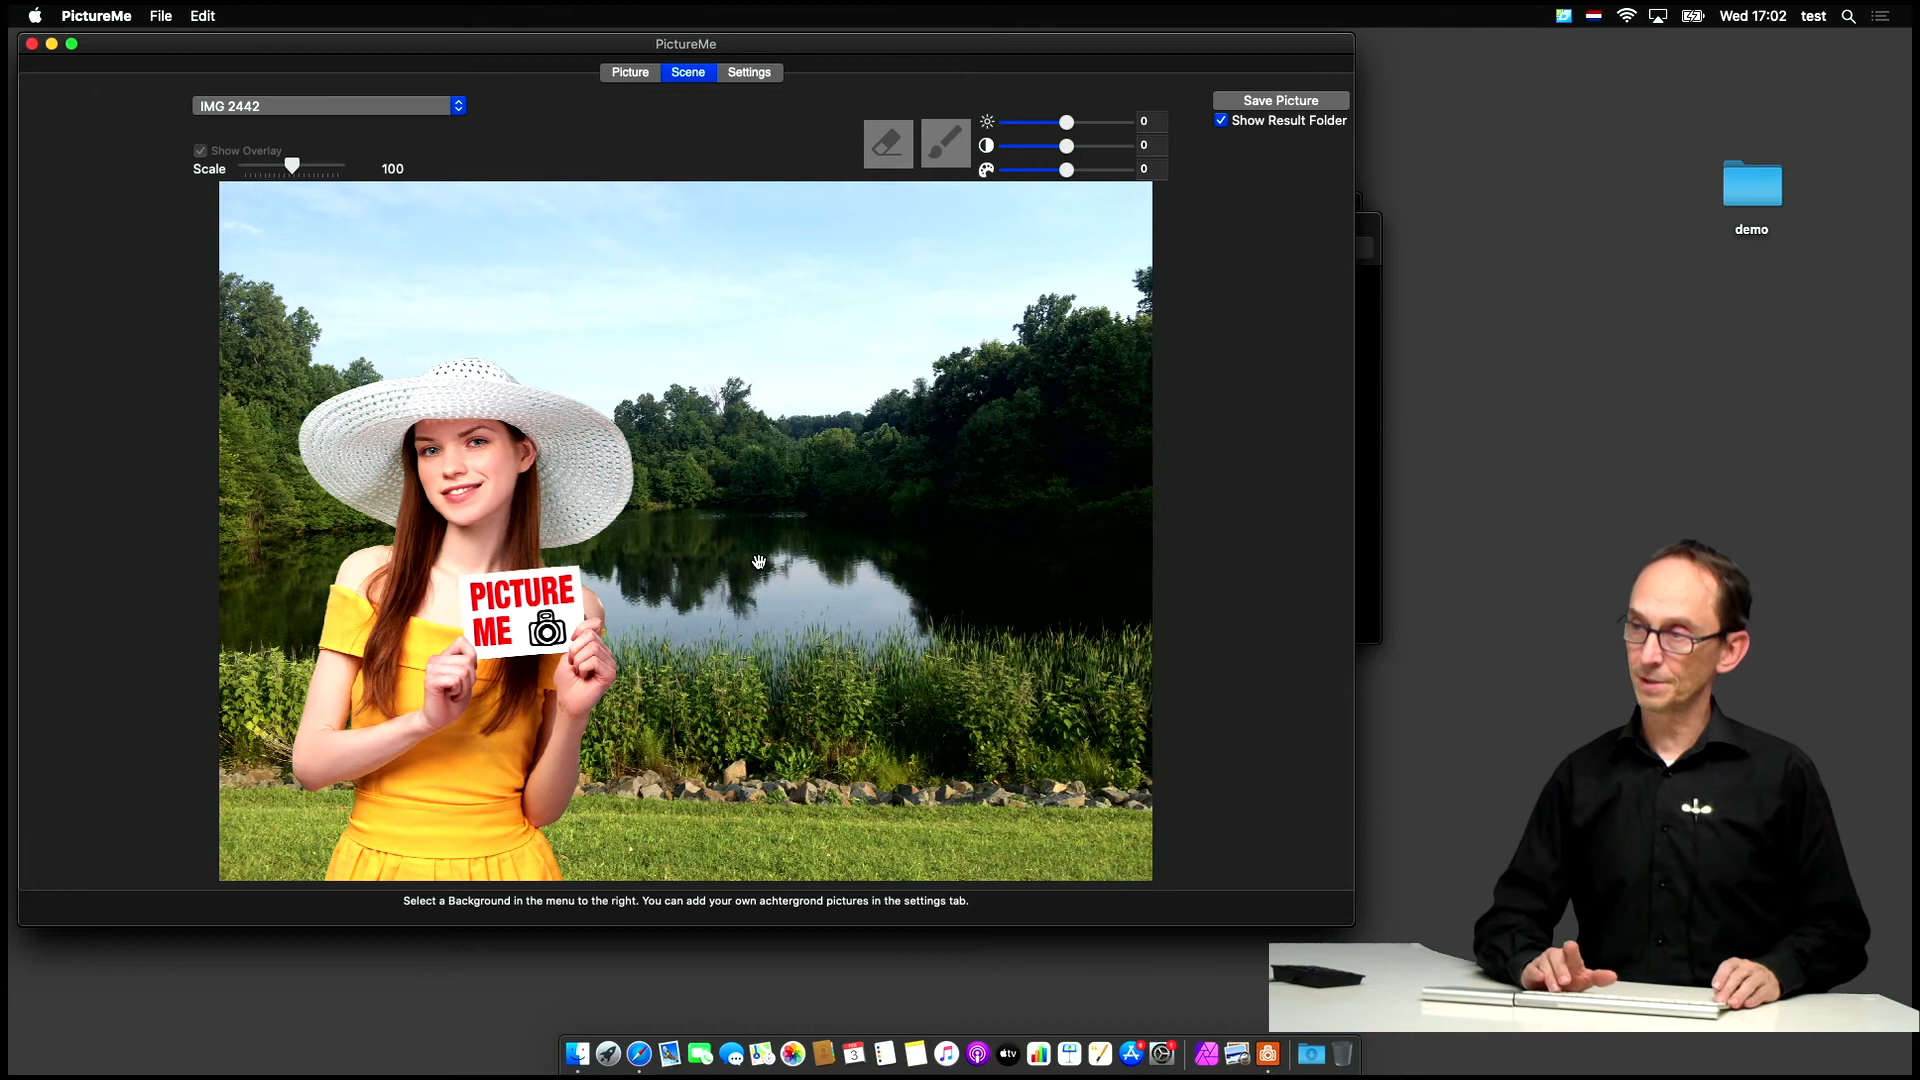 PictureMe File Edit
Wed 17:02 test
PictureMe
Picture Scene Settings
IMG 2442
Save Picture
Show Result Folder
0
0
0
Show Overlay
Scale 100
demo
PICTURE
ME
Select a Background in the menu to the right. You can add your own achtergrond pictures in the settings tab.
3
tv